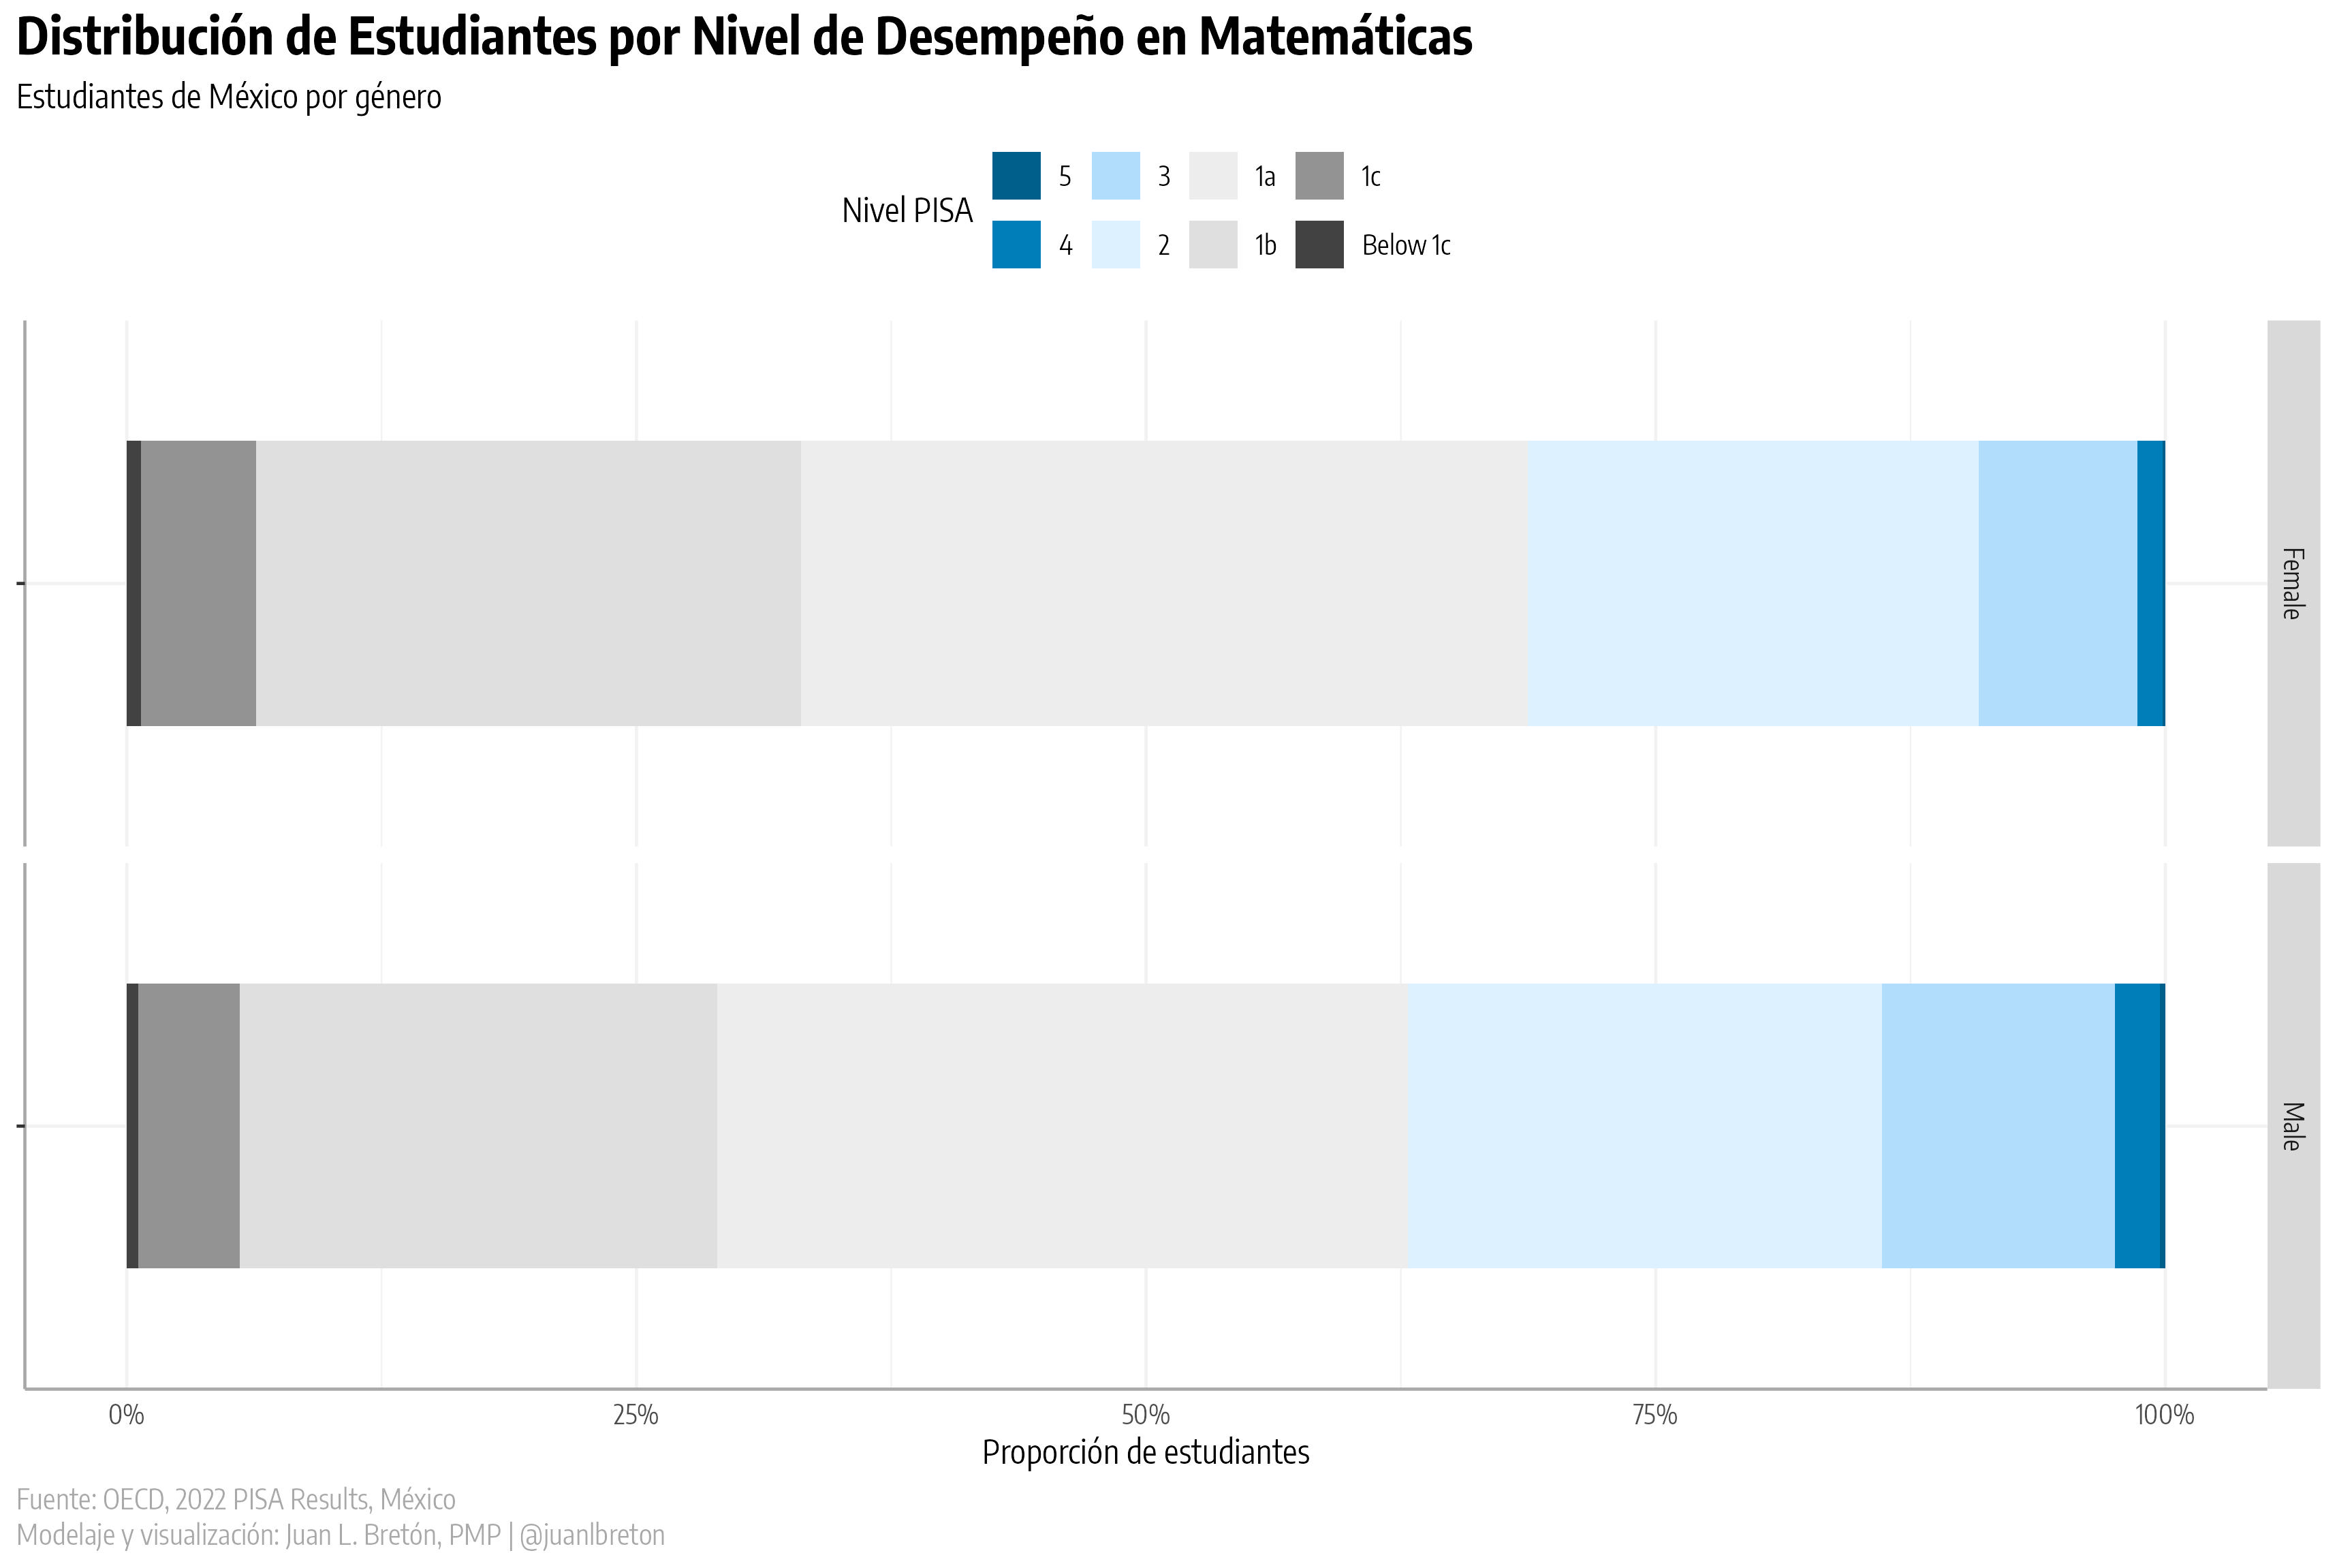 Distribución de Estudiantes por Nivel de Desempeño en Matemáticas
Estudiantes de México por género
Nivel PISA
5 3 1a 1c
4 2 1b Below 1c
Female
Male
0% 25% 50% 75% 100%
Proporción de estudiantes
Fuente: OECD, 2022 PISA Results, México
Modelaje y visualización: Juan L. Bretón, PMP | @juanlbreton